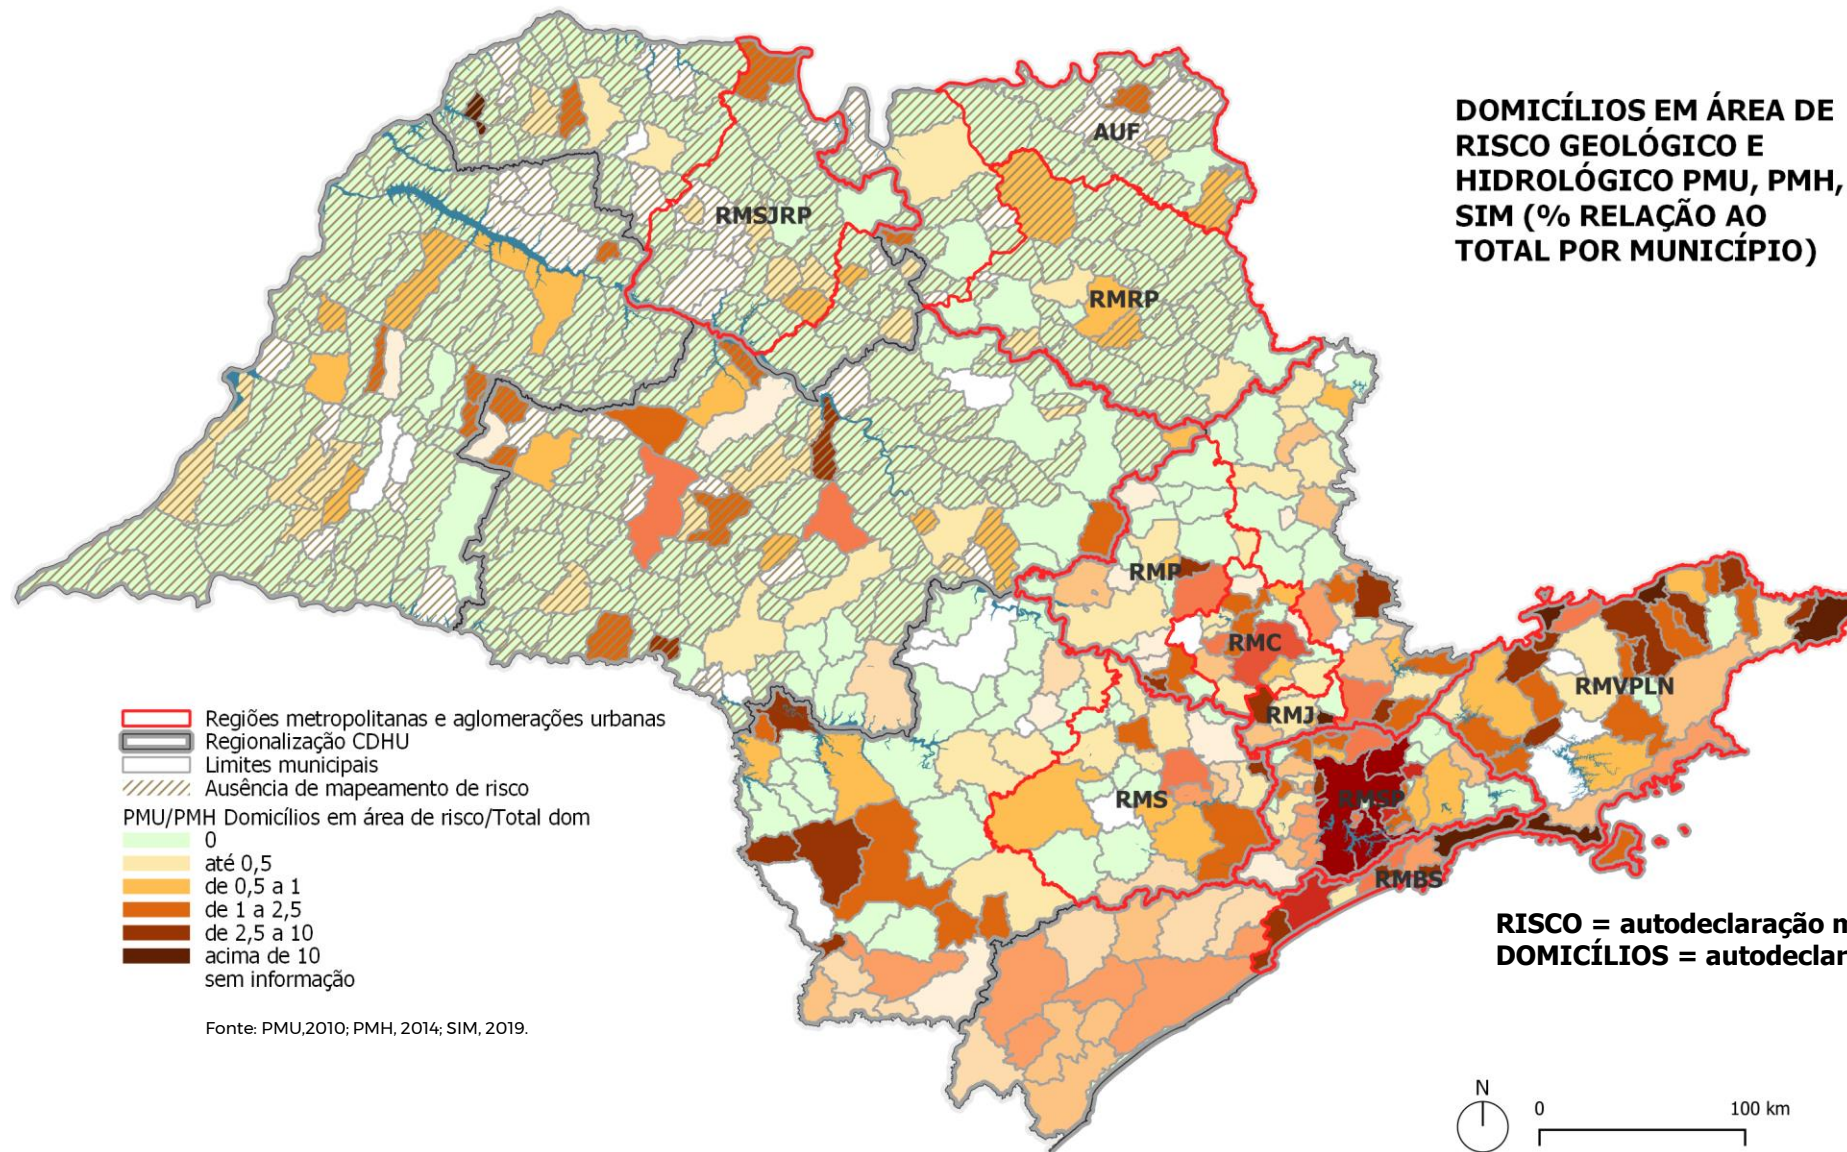 DOMICÍLIOS EM ÁREA DE
RISCO GEOLÓGICO E
HIDROLÓGICO PMU, PMH,
SIM (% RELAÇÃO AO
TOTAL POR MUNICÍPIO)
AUF
RMSJRP
RMRP
RMP
RMC
RMVPLN
RMJ
RMS
RMSP
RMBS
Regiões metropolitanas e aglomerações urbanas
Regionalização CDHU
Limites municipais
Ausência de mapeamento de risco
PMU/PMH Domicílios em área de risco/Total dom
0
até 0,5
de 0,5 a 1
de 1 a 2,5
de 2,5 a 10
acima de 10
sem informação
Fonte: PMU,2010; PMH, 2014; SIM, 2019.
RISCO = autodeclaração
DOMICÍLIOS =
N
0 100 km